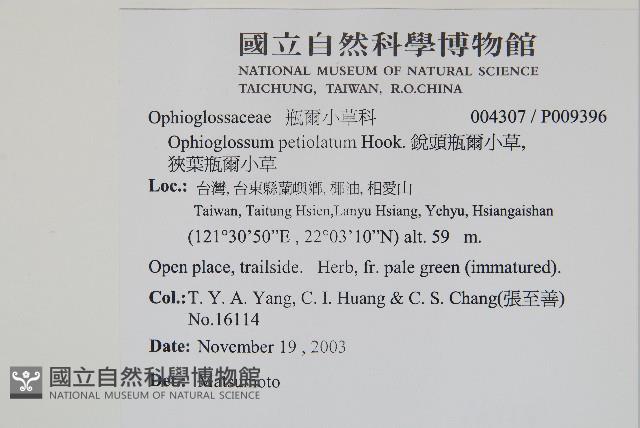 國立自然科學博物館
NATIONAL MUSEUM OF NATURAL SCIENCE
TAICHUNG, TAIWAN, R.O.CHINA
Ophioglossaceae 瓶爾小草科 004307 / P009396
Ophioglossum petiolatum Hook. 銳頭瓶爾小草,
狹葉瓶爾小草
Loc.: 台灣, 台東縣蘭嶼鄉, 椰油, 相愛山
Taiwan, Taitung Hsien,Lanyu Hsiang, Yehyu, Hsiangaishan
(121°30'50"E , 22°03'10"N) alt. 59 m.
Open place, trailside. Herb, fr. pale green (immatured).
Col.: T. Y. A. Yang, C. I. Huang & C. S. Chang(張至善)
No.16114
Date: November 19 , 2003
Det.: Matsumoto
國立自然科學博物館
NATIONAL MUSEUM OF NATURAL SCIENCE